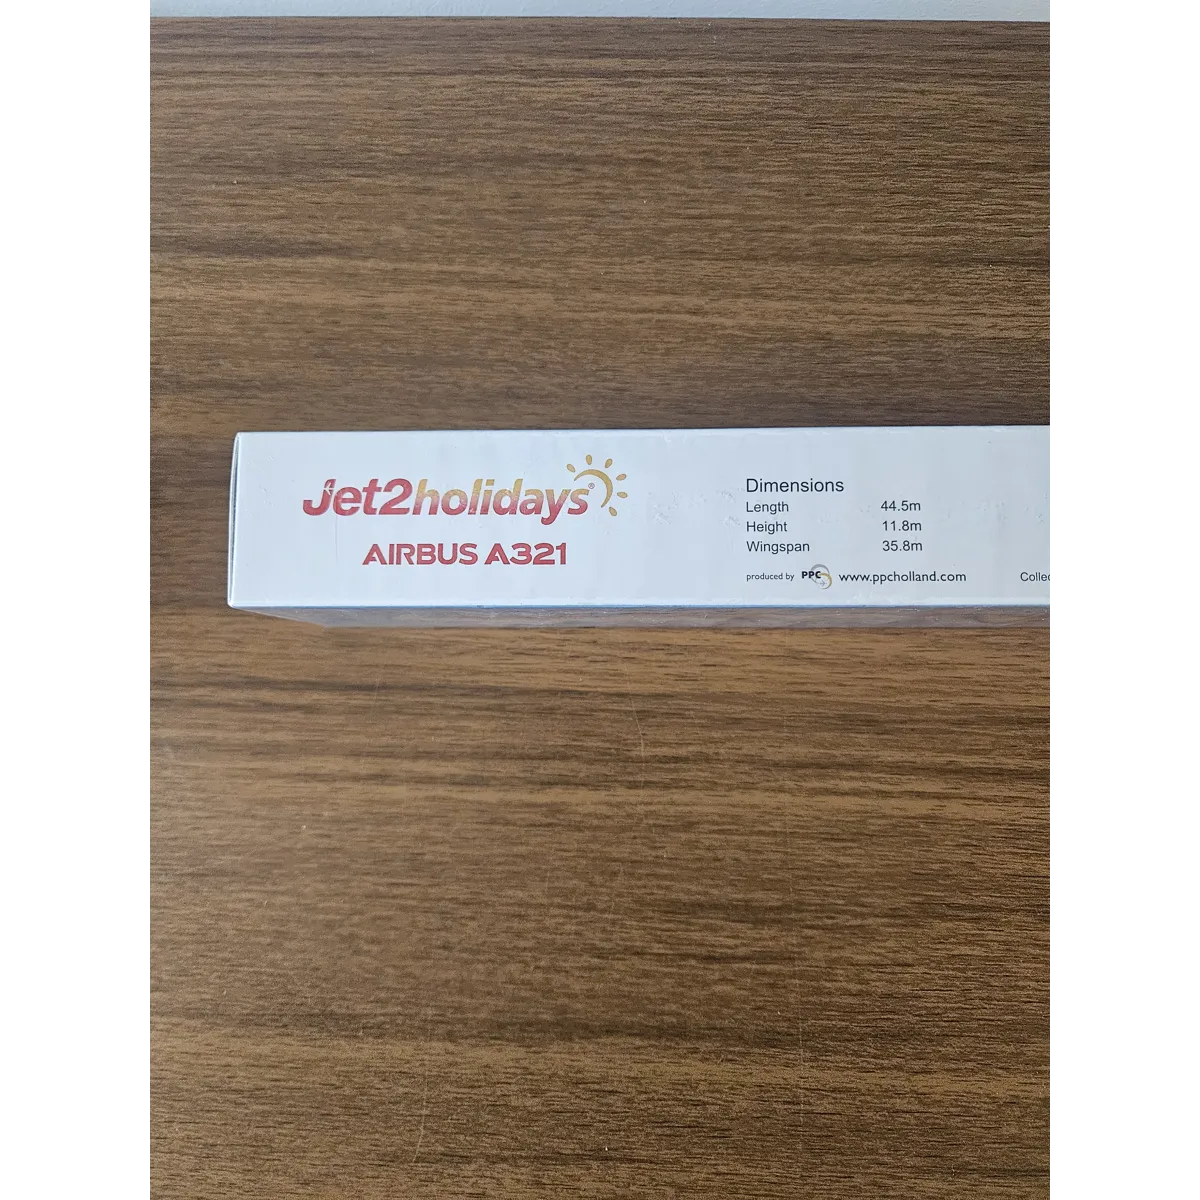 Jet2holidays®
AIRBUS A321
Dimensions
Length 44.5m
Height 11.8m
Wingspan 35.8m
produced by PPC www.ppcholland.com